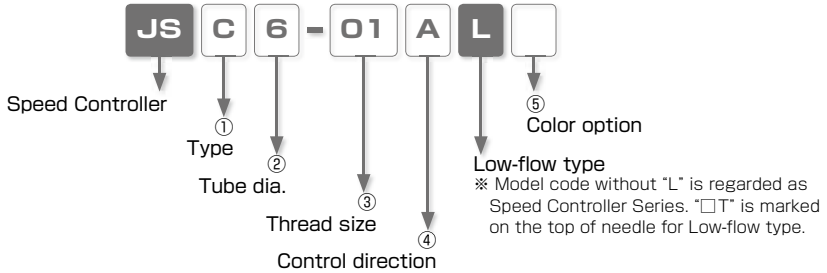 JS C 6 - 01 A L
Speed Controller
①
Type
②
Tube dia.
③
Thread size
④
Control direction
⑤
Color option
Low-flow type
※ Model code without “L” is regarded as
Speed Controller Series. “□T” is marked
on the top of needle for Low-flow type.